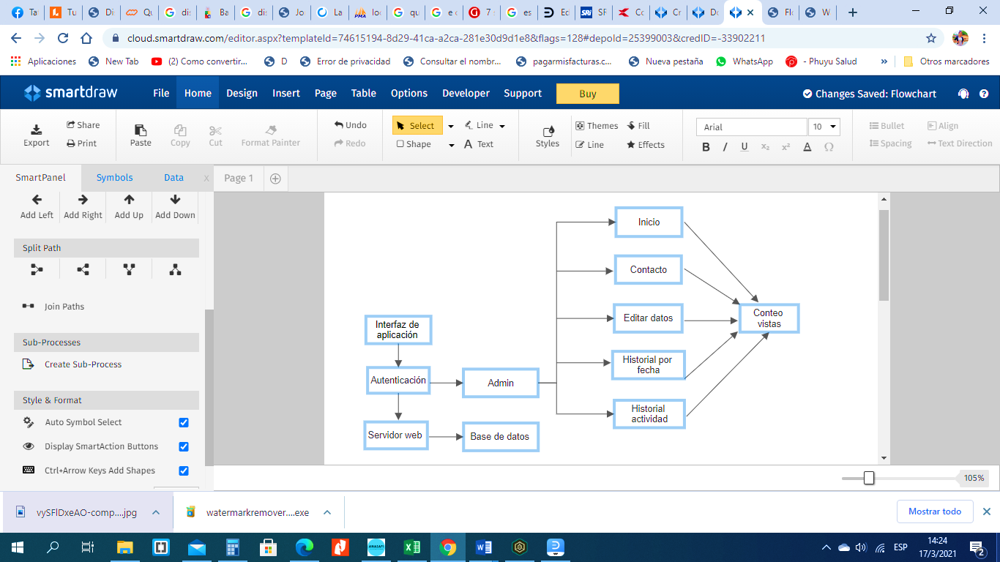 Ta
Tu
Di
Qu
dis
Ba
dis
Jo
La
loc
qu
e c
7 s
es
Ed
SRi
SF
Co
Cr
Do
Flo
W
cloud.smartdraw.com/editor.aspx?templateId=74615194-8d29-41ca-a2ca-281e30d9d1e8&flags=128#depoId=25399003&credID=-33902211
Aplicaciones
New Tab
(2) Como convertir...
D
Error de privacidad
Consultar el nombr...
pagarmisfacturas.c...
Nueva pestaña
WhatsApp
- Phuyu Salud
»
Otros marcadores
smartdraw
File
Home
Design
Insert
Page
Table
Options
Developer
Support
Buy
Changes Saved: Flowchart
Export
Share
Print
Paste
Copy
Cut
Format Painter
Undo
Redo
Select
Line
Shape
Text
Styles
Themes
Fill
Line
Effects
Arial
10
B I U x₂ x² A Ω
Bullet
Align
Spacing
Text Direction
SmartPanel
Symbols
Data
x
Page 1
Add Left
Add Right
Add Up
Add Down
Split Path
Join Paths
Sub-Processes
Create Sub-Process
Style & Format
Auto Symbol Select
Display SmartAction Buttons
Ctrl+Arrow Keys Add Shapes
Interfaz de
aplicación
Autenticación
Servidor web
Admin
Base de datos
Inicio
Contacto
Editar datos
Historial por
fecha
Historial
actividad
Conteo
vistas
105%
vySFlDxeAO-comp....jpg
watermarkremover....exe
Mostrar todo
ESP
14:24
17/3/2021
2